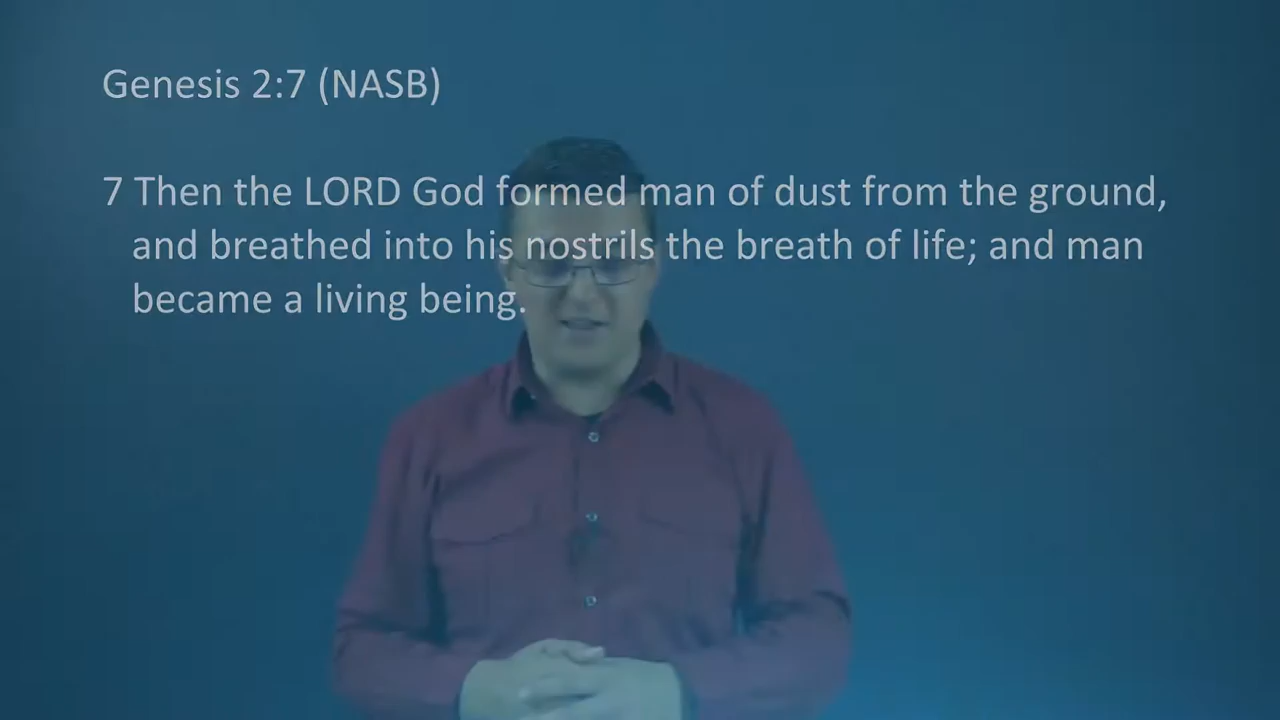 Genesis 2:7 (NASB)
7 Then the LORD God formed man of dust from the ground,
and breathed into his nostrils the breath of life; and man
became a living being.